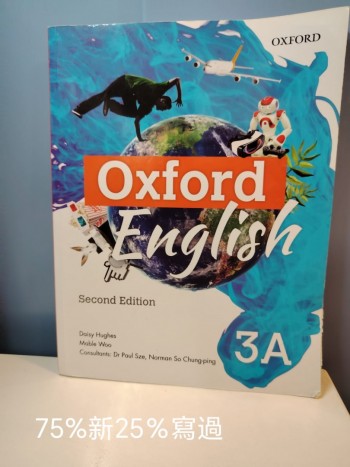 OXFORD
Oxford
English
Second Edition
Daisy Hughes
Mable Woo
Consultants: Dr Paul Sze, Norman So Chung-ping
3A
75%新25%寫過